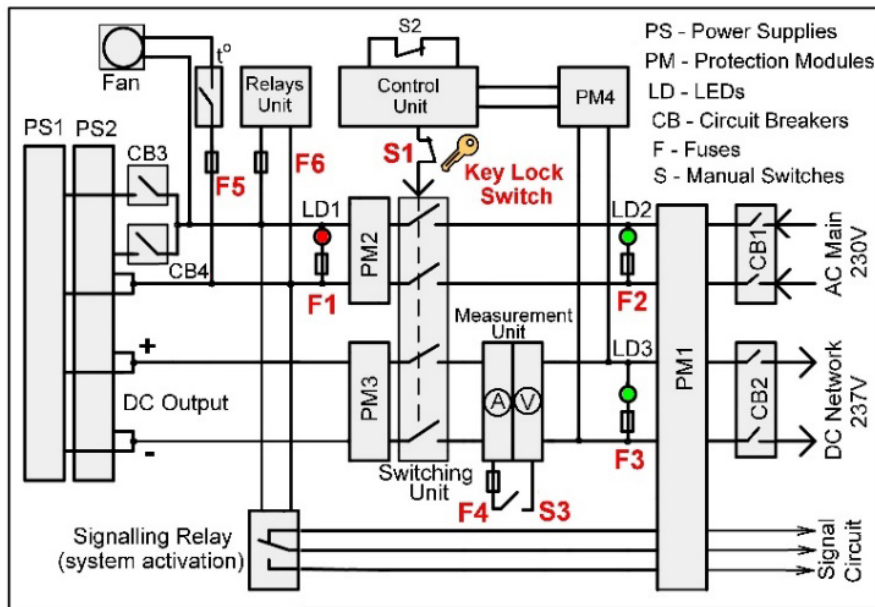 S2
PS - Power Supplies
PM - Protection Modules
LD - LEDs
CB - Circuit Breakers
F - Fuses
S - Manual Switches
Fan
t°
Relays
Unit
Control
Unit
PM4
PS1
PS2
CB3
F5
F6
S1
Key Lock
Switch
LD1
LD2
PM2
CB1
AC Main
230V
CB4
F1
F2
Measurement
Unit
+
DC Output
-
PM3
A
V
LD3
PM1
CB2
DC Network
237V
Switching
Unit
F3
F4
S3
Signalling Relay
(system activation)
Signal
Circuit